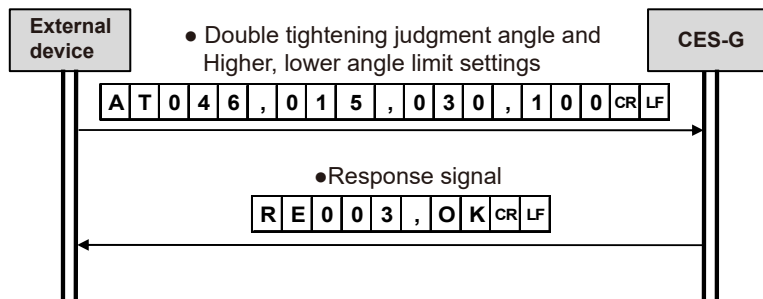 External
device
CES-G
● Double tightening judgment angle and
Higher, lower angle limit settings
AT046,015,030,100CRLF
●Response signal
RE003,OKCRLF